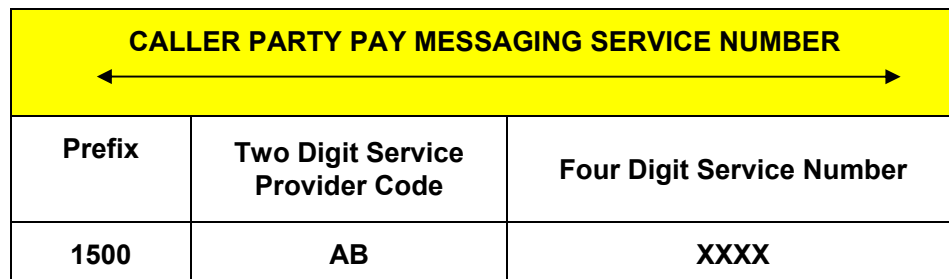 CALLER PARTY PAY MESSAGING SERVICE NUMBER
Prefix
Two Digit Service
Provider Code
Four Digit Service Number
1500
AB
XXXX